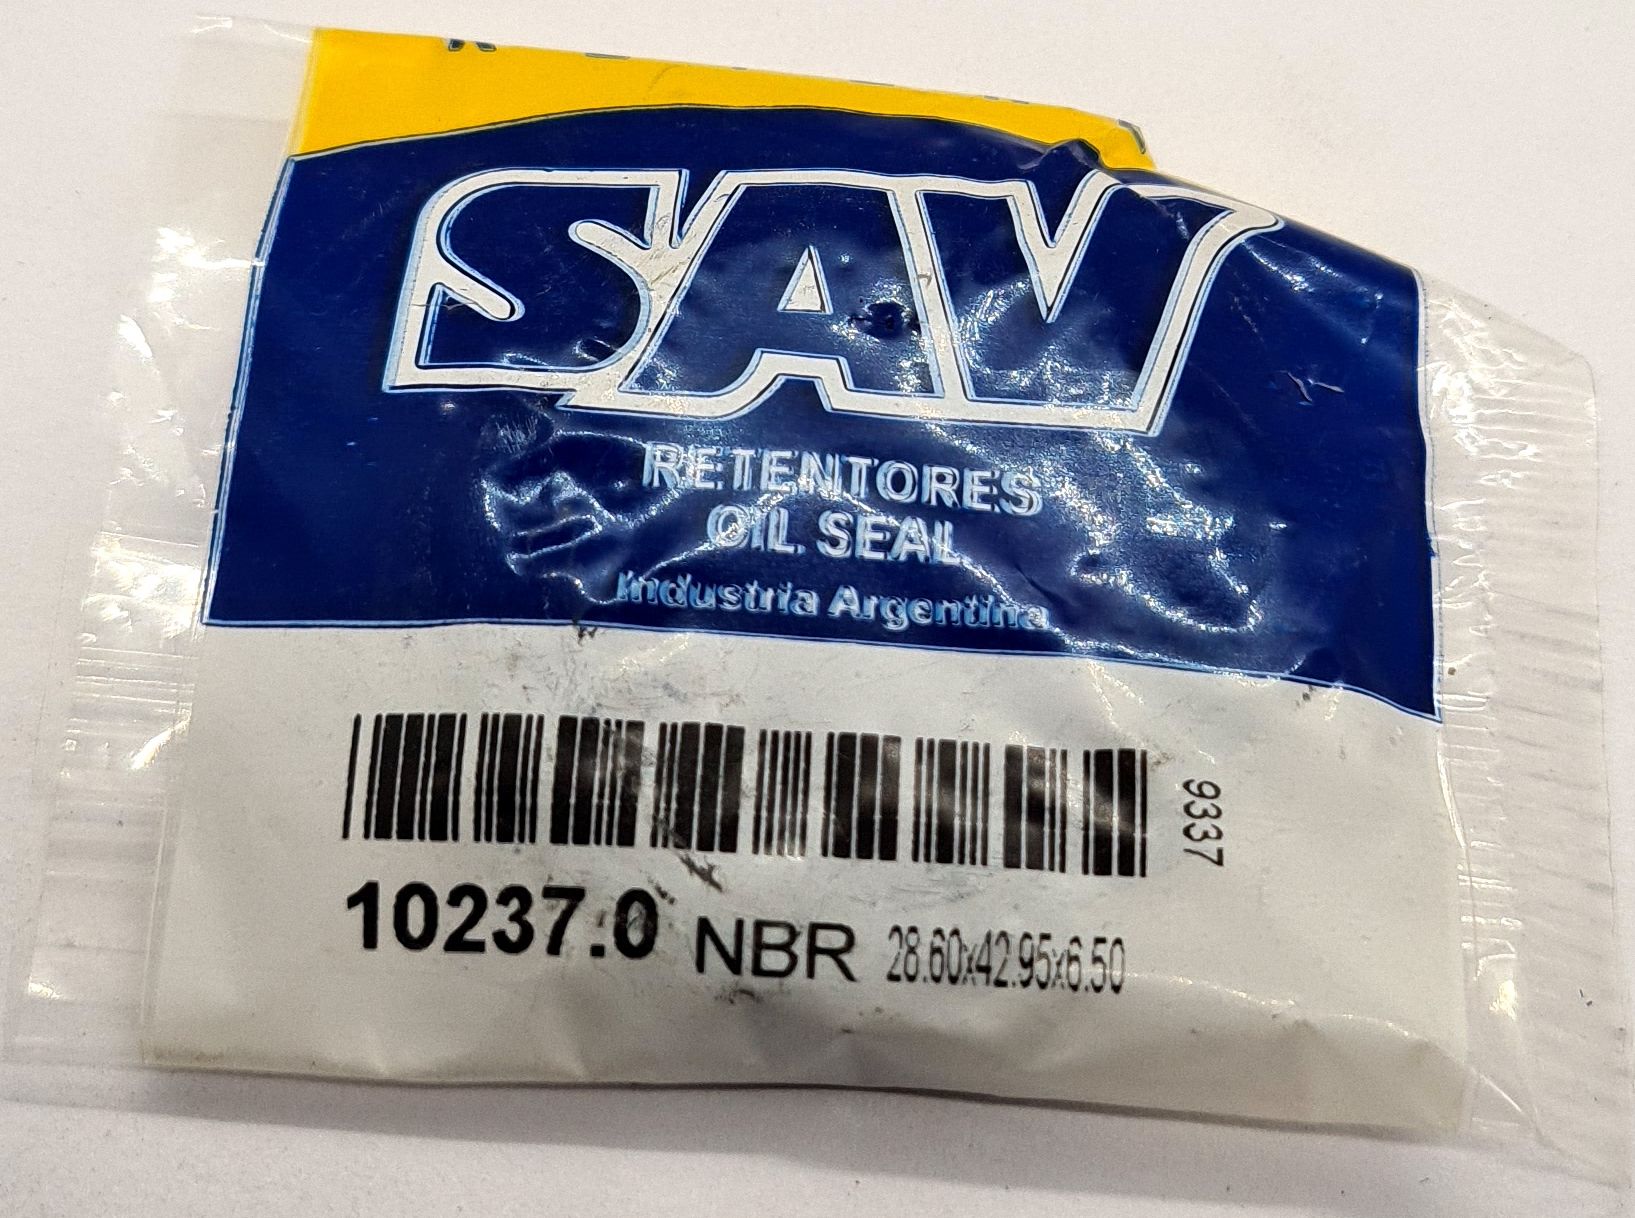 SAV
RETENTORES
OIL SEAL
Industria Argentina
9337
10237.0 NBR 28.60x42.95x6.50